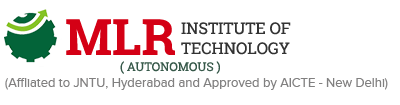 MLR INSTITUTE OF
TECHNOLOGY
( AUTONOMOUS )
(Affliated to JNTU, Hyderabad and Approved by AICTE - New Delhi)